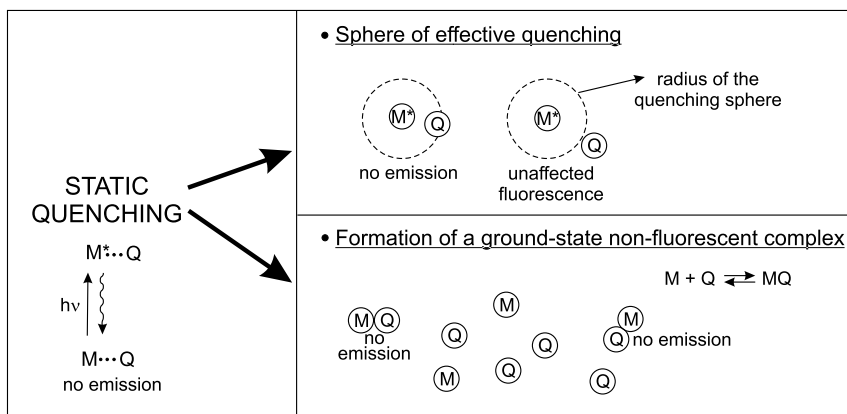 STATIC
QUENCHING
M*···Q
hν
M···Q
no emission
• Sphere of effective quenching
M*
Q
no emission
M*
Q
unaffected
fluorescence
radius of the
quenching sphere
• Formation of a ground-state non-fluorescent complex
M + Q ⇌ MQ
M Q
no
emission
M
Q
Q
M
Q
M
Q no emission
Q